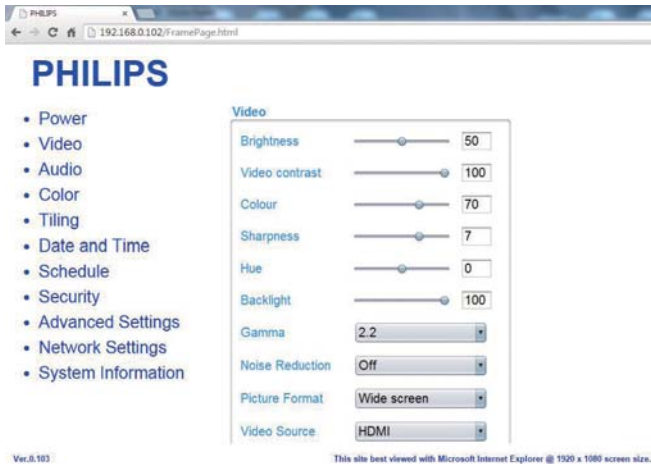 PHILIPS
192.168.0.102/FramePage.html
PHILIPS
Power
Video
Audio
Color
Tiling
Date and Time
Schedule
Security
Advanced Settings
Network Settings
System Information
Video
Brightness 50
Video contrast 100
Colour 70
Sharpness 7
Hue 0
Backlight 100
Gamma 2.2
Noise Reduction Off
Picture Format Wide screen
Video Source HDMI
Ver.0.103
This site best viewed with Microsoft Internet Explorer @ 1920 x 1080 screen size.